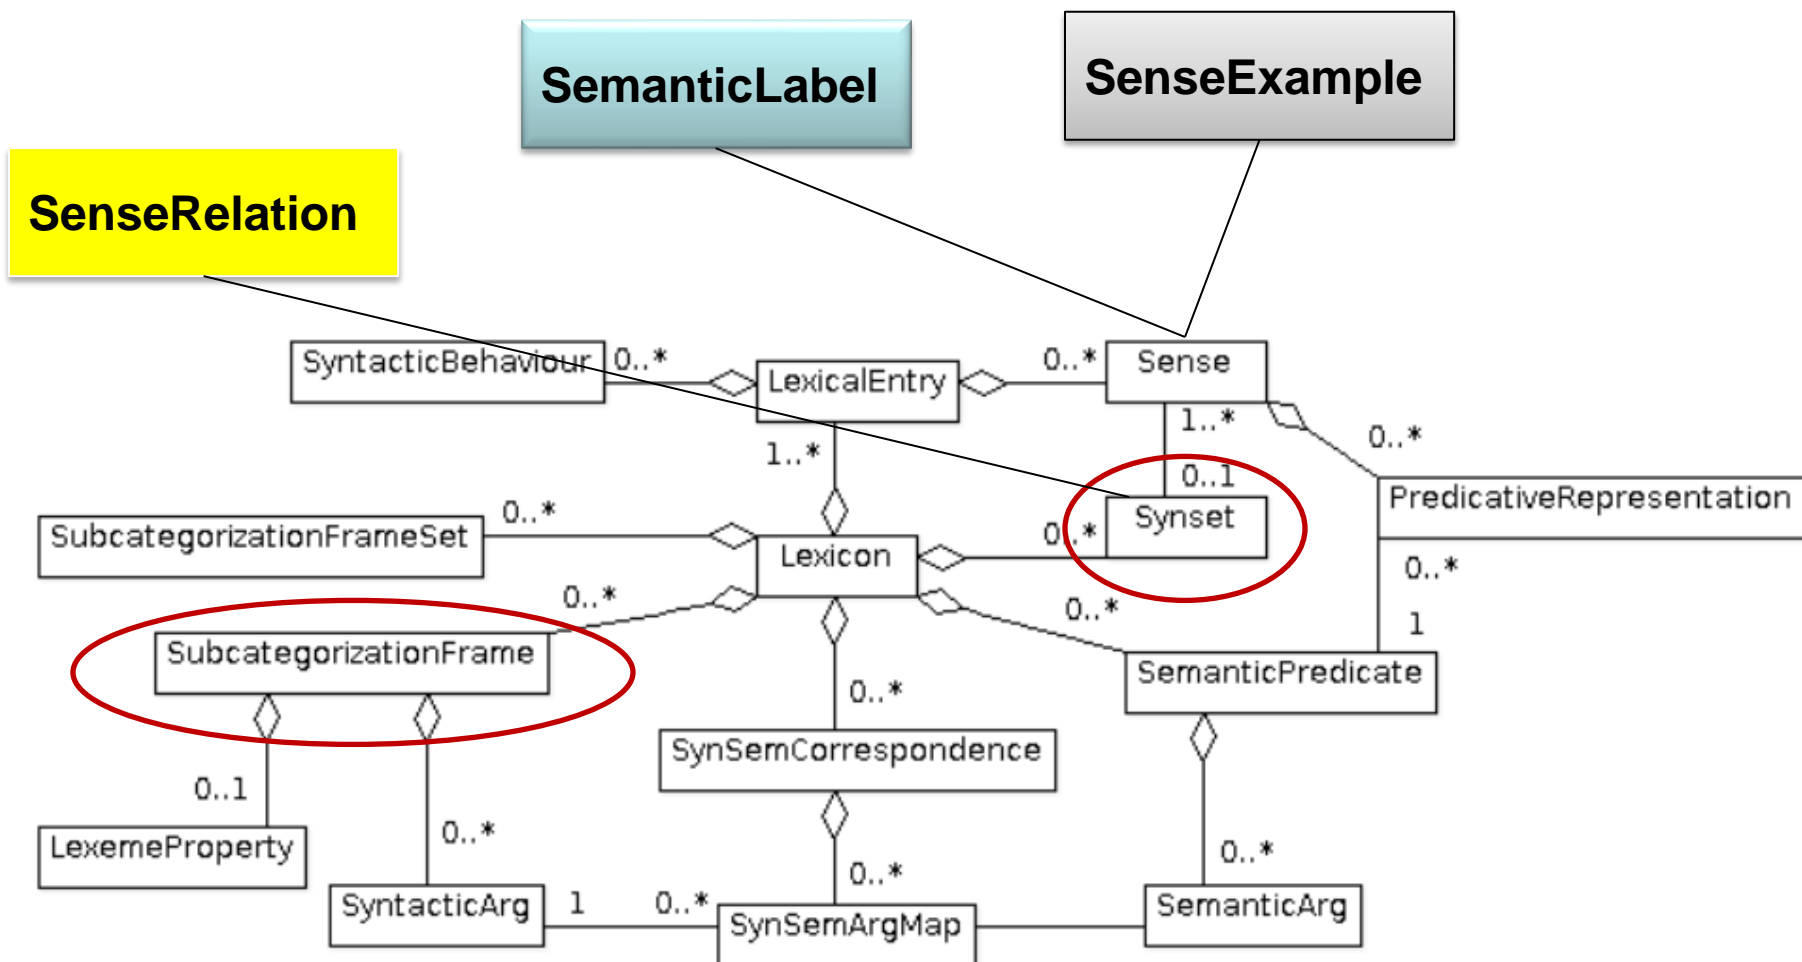 SemanticLabel
SenseExample
SenseRelation
SyntacticBehaviour
0..*
LexicalEntry
0..*
Sense
1..*
1..*
0..*
0..1
PredicativeRepresentation
Synset
0..*
SubcategorizationFrameSet
0..*
Lexicon
0..*
0..*
0..*
1
SubcategorizationFrame
SemanticPredicate
0..*
SynSemCorrespondence
0..1
0..*
LexemeProperty
0..*
0..*
SyntacticArg
1
0..*
SynSemArgMap
SemanticArg